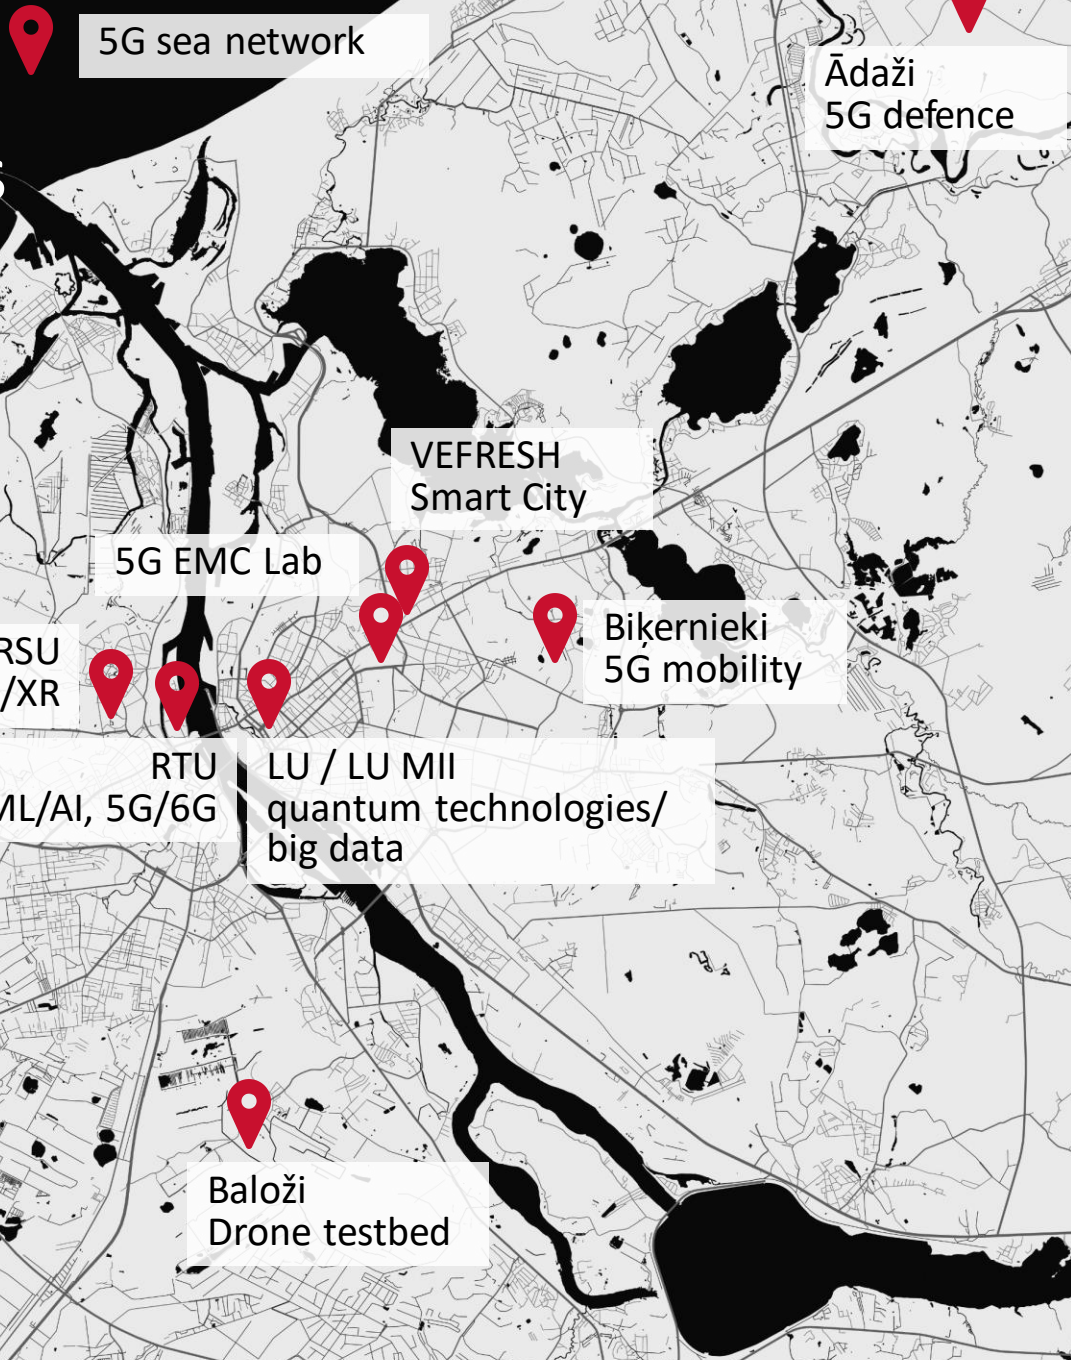 5G sea network
Ādaži
5G defence
VEFRESH
Smart City
5G EMC Lab
Biķernieki
5G mobility
RSU
/XR
RTU
ML/AI, 5G/6G
LU / LU MII
quantum technologies/
big data
Baloži
Drone testbed